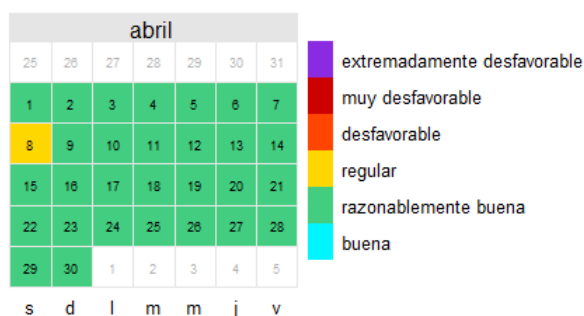 abril
25 26 27 28 29 30 31
1 2 3 4 5 6 7
8 9 10 11 12 13 14
15 16 17 18 19 20 21
22 23 24 25 26 27 28
29 30 1 2 3 4 5
s d l m m j v
extremadamente desfavorable
muy desfavorable
desfavorable
regular
razonablemente buena
buena